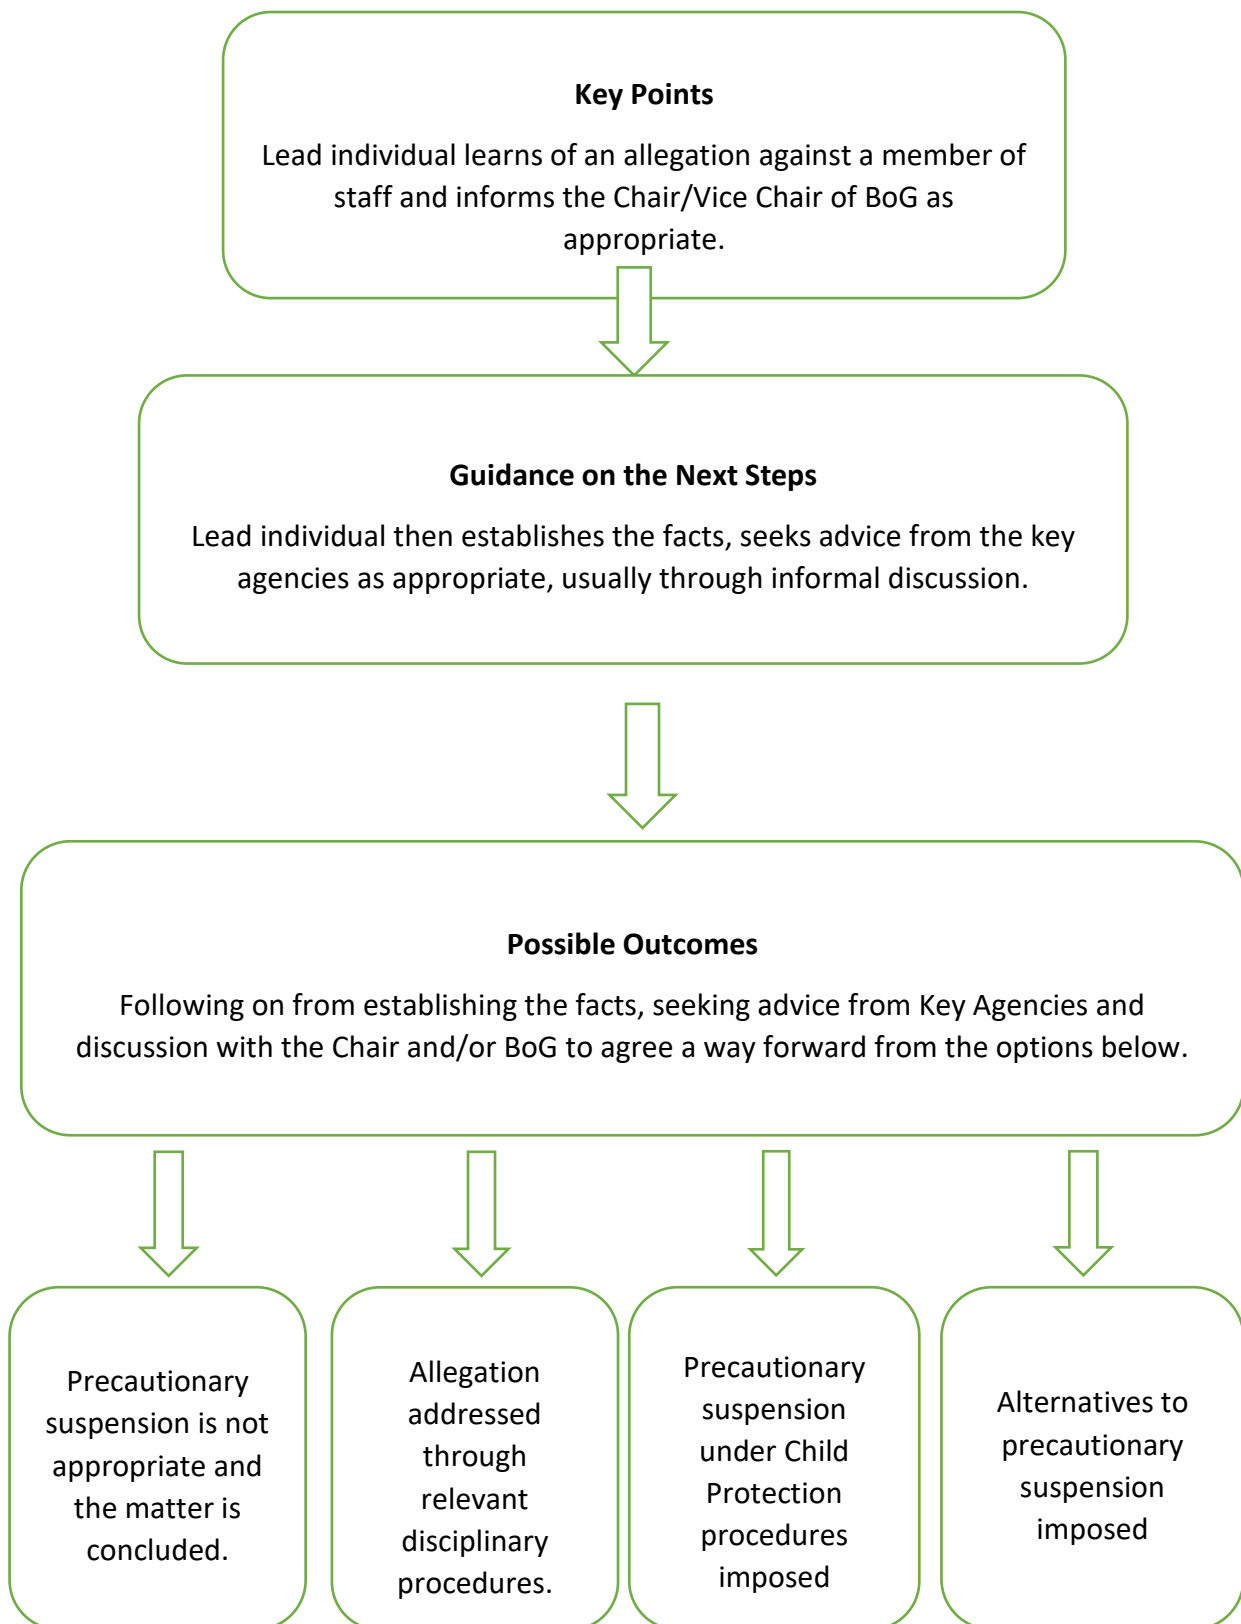 Key Points
Lead individual learns of an allegation against a member of
staff and informs the Chair/Vice Chair of BoG as
appropriate.
Guidance on the Next Steps
Lead individual then establishes the facts, seeks advice from the key
agencies as appropriate, usually through informal discussion.
Possible Outcomes
Following on from establishing the facts, seeking advice from Key Agencies and
discussion with the Chair and/or BoG to agree a way forward from the options below.
Precautionary
suspension is not
appropriate and
the matter is
concluded.
Allegation
addressed
through
relevant
disciplinary
procedures.
Precautionary
suspension
under Child
Protection
procedures
imposed
Alternatives to
precautionary
suspension
imposed